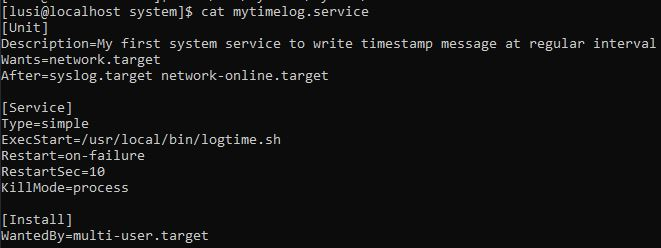 [lusi@localhost system]$ cat mytimelog.service
[Unit]
Description=My first system service to write timestamp message at regular interval
Wants=network.target
After=syslog.target network-online.target

[Service]
Type=simple
ExecStart=/usr/local/bin/logtime.sh
Restart=on-failure
RestartSec=10
KillMode=process

[Install]
WantedBy=multi-user.target